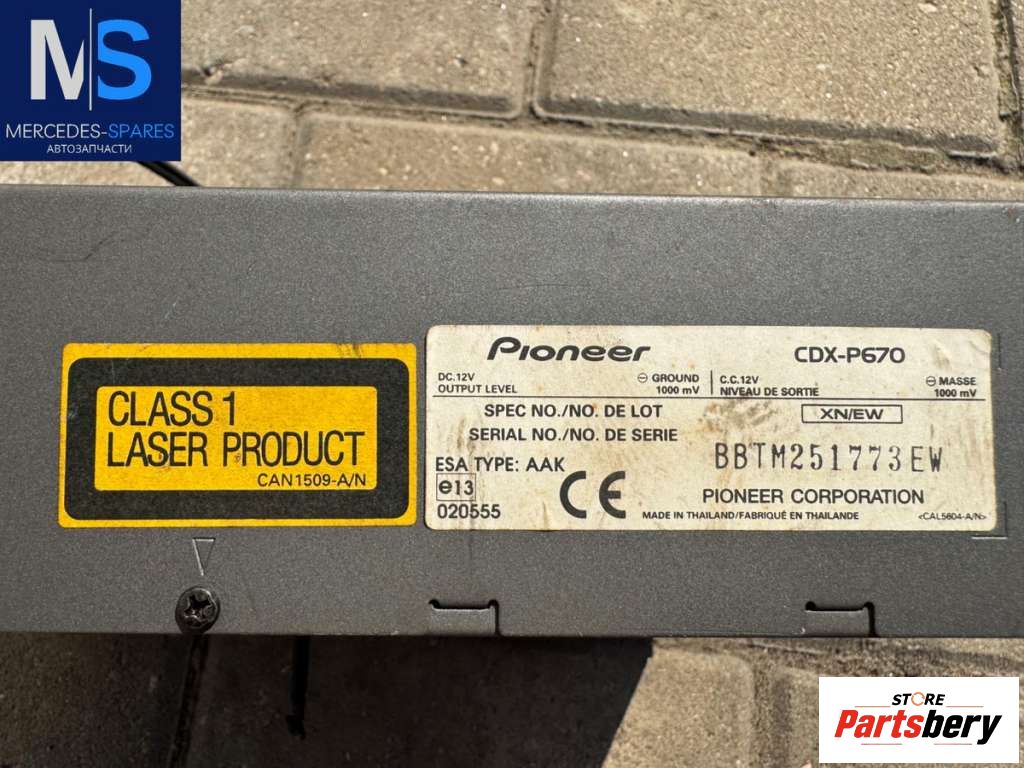 MS
MERCEDES-SPARES
АВТОЗАПЧАСТИ
CLASS 1
LASER PRODUCT
CAN1509-A/N
Pioneer CDX-P670
DC.12V ⊖ GROUND C.C.12V ⊖ MASSE
OUTPUT LEVEL 1000 mV NIVEAU DE SORTIE 1000 mV
SPEC NO./NO. DE LOT XN/EW
SERIAL NO./NO. DE SERIE BBTM251773EW
ESA TYPE: AAK
e13
020555
CE
PIONEER CORPORATION
MADE IN THAILAND/FABRIQUÉ EN THAILANDE <CAL5604-A/N>
STORE
Partsbery